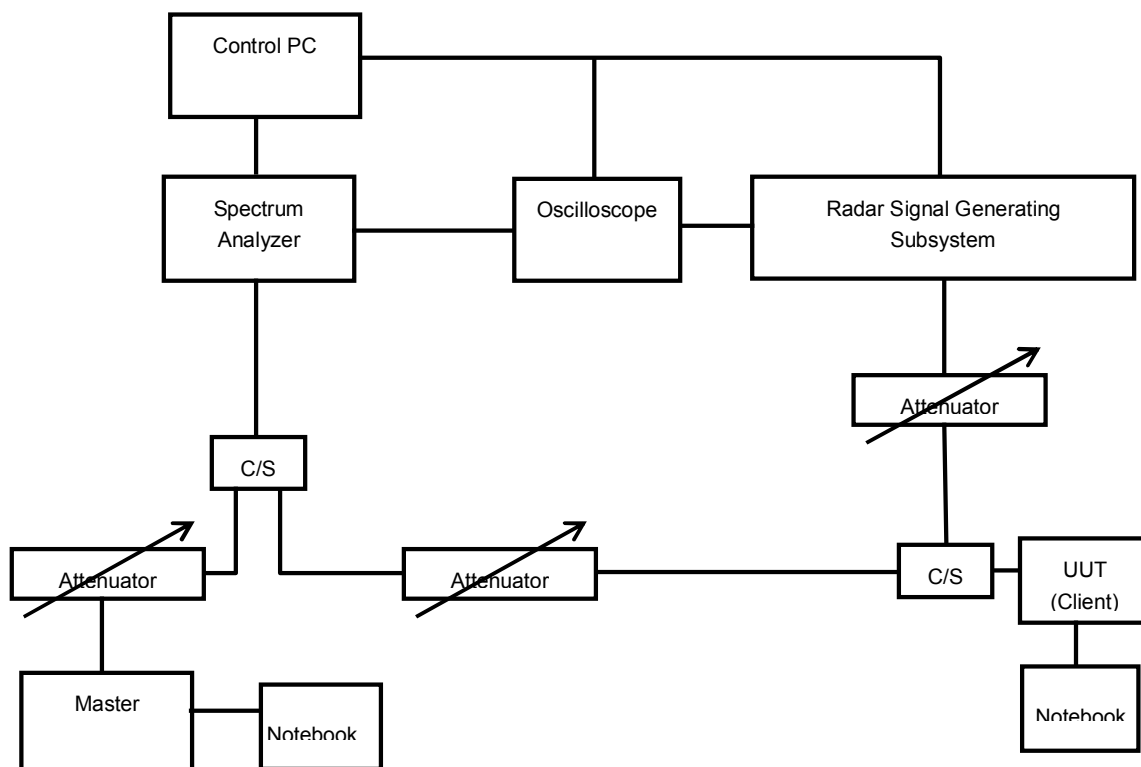 Control PC
Spectrum
Analyzer
Oscilloscope
Radar Signal Generating
Subsystem
Attenuator
C/S
Attenuator
Attenuator
C/S
UUT
(Client)
Master
Notebook
Notebook